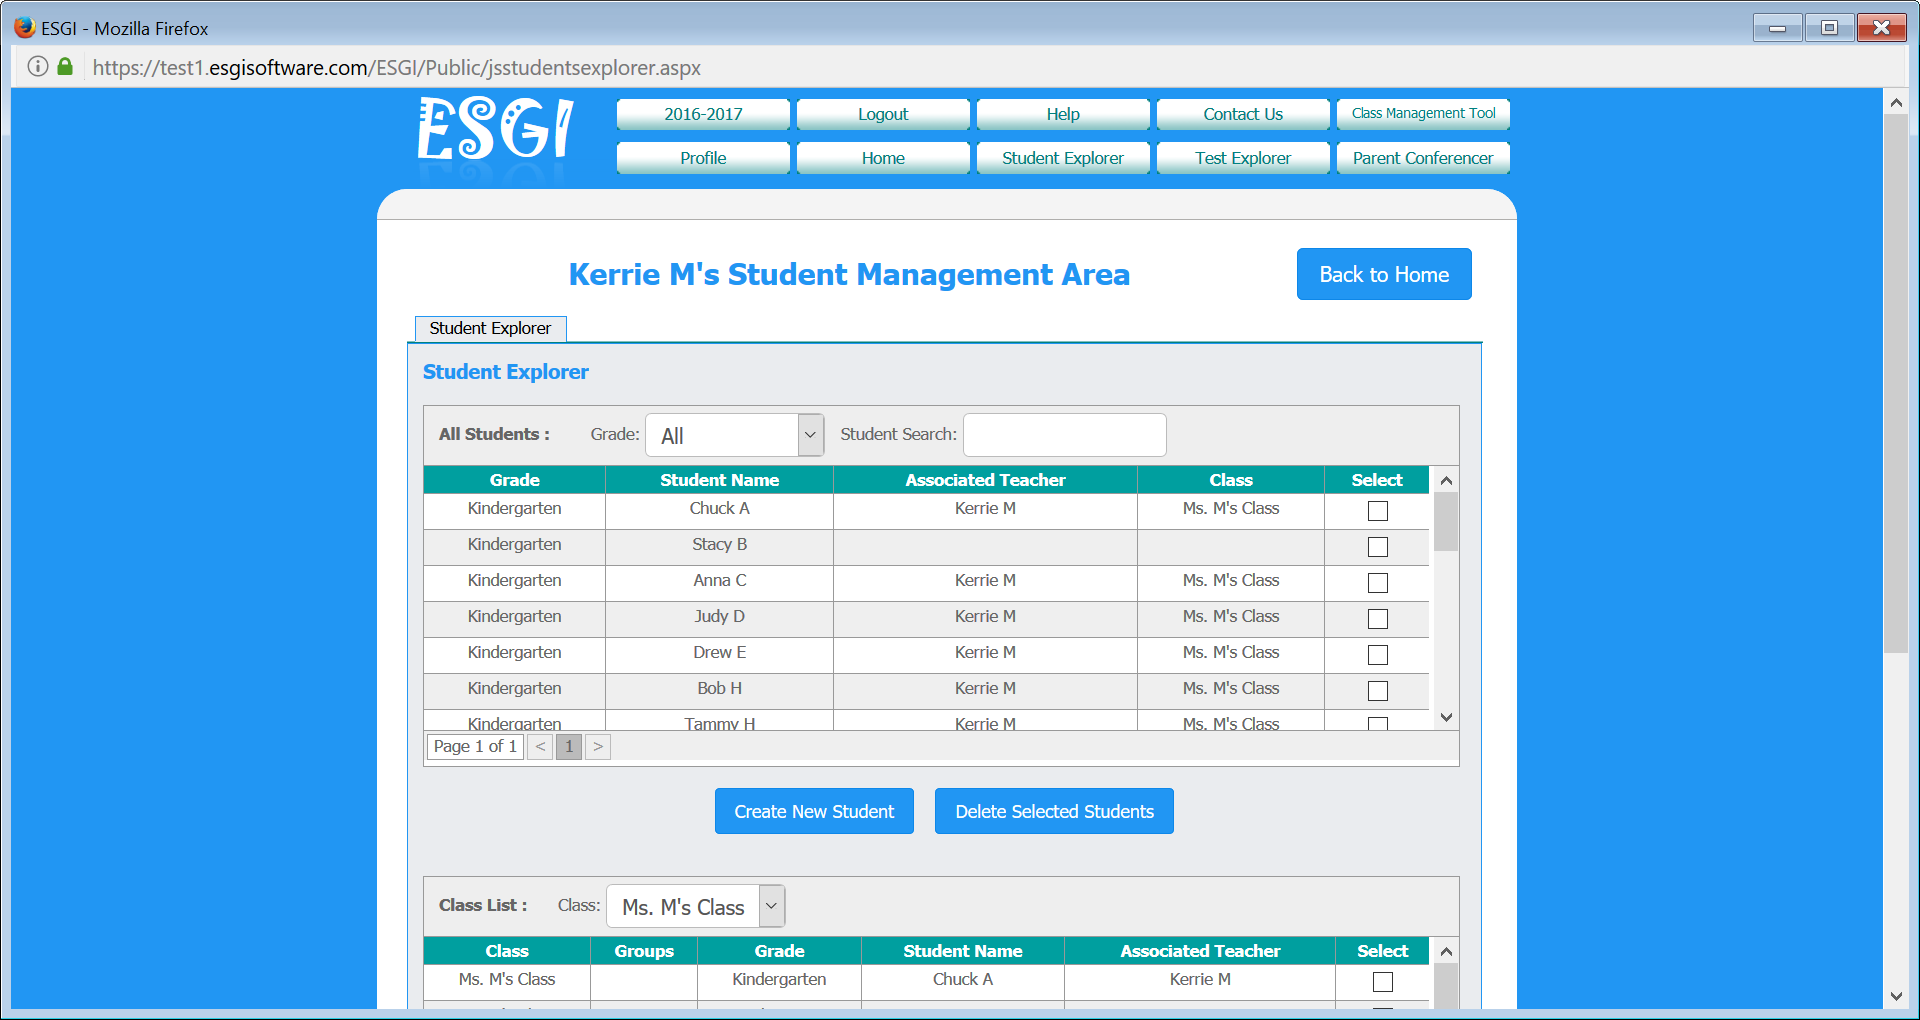 ESGI - Mozilla Firefox
https://test1.esgisoftware.com/ESGI/Public/jsstudentsexplorer.aspx
ESGI
2016-2017 Logout Help Contact Us Class Management Tool
Profile Home Student Explorer Test Explorer Parent Conferencer
Kerrie M's Student Management Area
Back to Home
Student Explorer
Student Explorer
All Students : Grade: All Student Search:
Grade Student Name Associated Teacher Class Select
Kindergarten Chuck A Kerrie M Ms. M's Class
Kindergarten Stacy B
Kindergarten Anna C Kerrie M Ms. M's Class
Kindergarten Judy D Kerrie M Ms. M's Class
Kindergarten Drew E Kerrie M Ms. M's Class
Kindergarten Bob H Kerrie M Ms. M's Class
Kindergarten Tammy H Kerrie M Ms. M's Class
Page 1 of 1 < 1 >
Create New Student Delete Selected Students
Class List : Class: Ms. M's Class
Class Groups Grade Student Name Associated Teacher Select
Ms. M's Class Kindergarten Chuck A Kerrie M